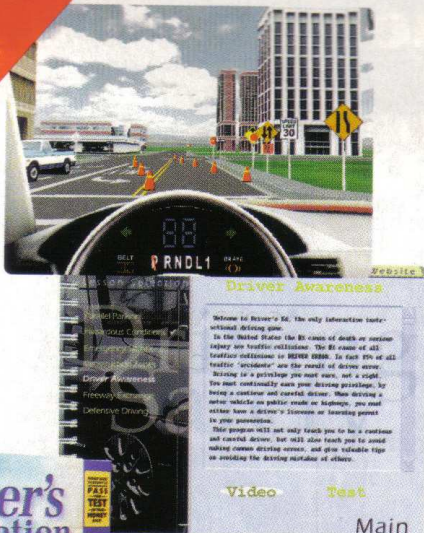 SPEED
LIMIT
30
BELT
BRAKE
PRNDL1
Website
Lesson Selection
Driver Awareness
Parallel Parking
Hazardous Conditions
Driver Awareness
Freeway
Defensive Driving
Welcome to Driver's Ed, the only interactive instr-
uctional driving game.
In the United States the #1 cause of death or serious
injury are traffic collisions. The #1 cause of all
traffics collisions is DRIVER ERROR. In fact 95% of all
traffic "accidents" are the result of driver error.
Driving is a privilege you must earn, not a right.
You must continually earn your driving privilege, by
being a cautious and careful driver. When driving a
motor vehicle on public roads or highways, you must
either have a driver's license or learning permit
in your possession.
This program will not only teach you to be a cautious
and careful driver, but will also teach you to avoid
making common driving errors, and give valuable tips
on avoiding the driving mistakes of others.
Video
Test
Main
PASS
TEST
MONEY
er's
ation